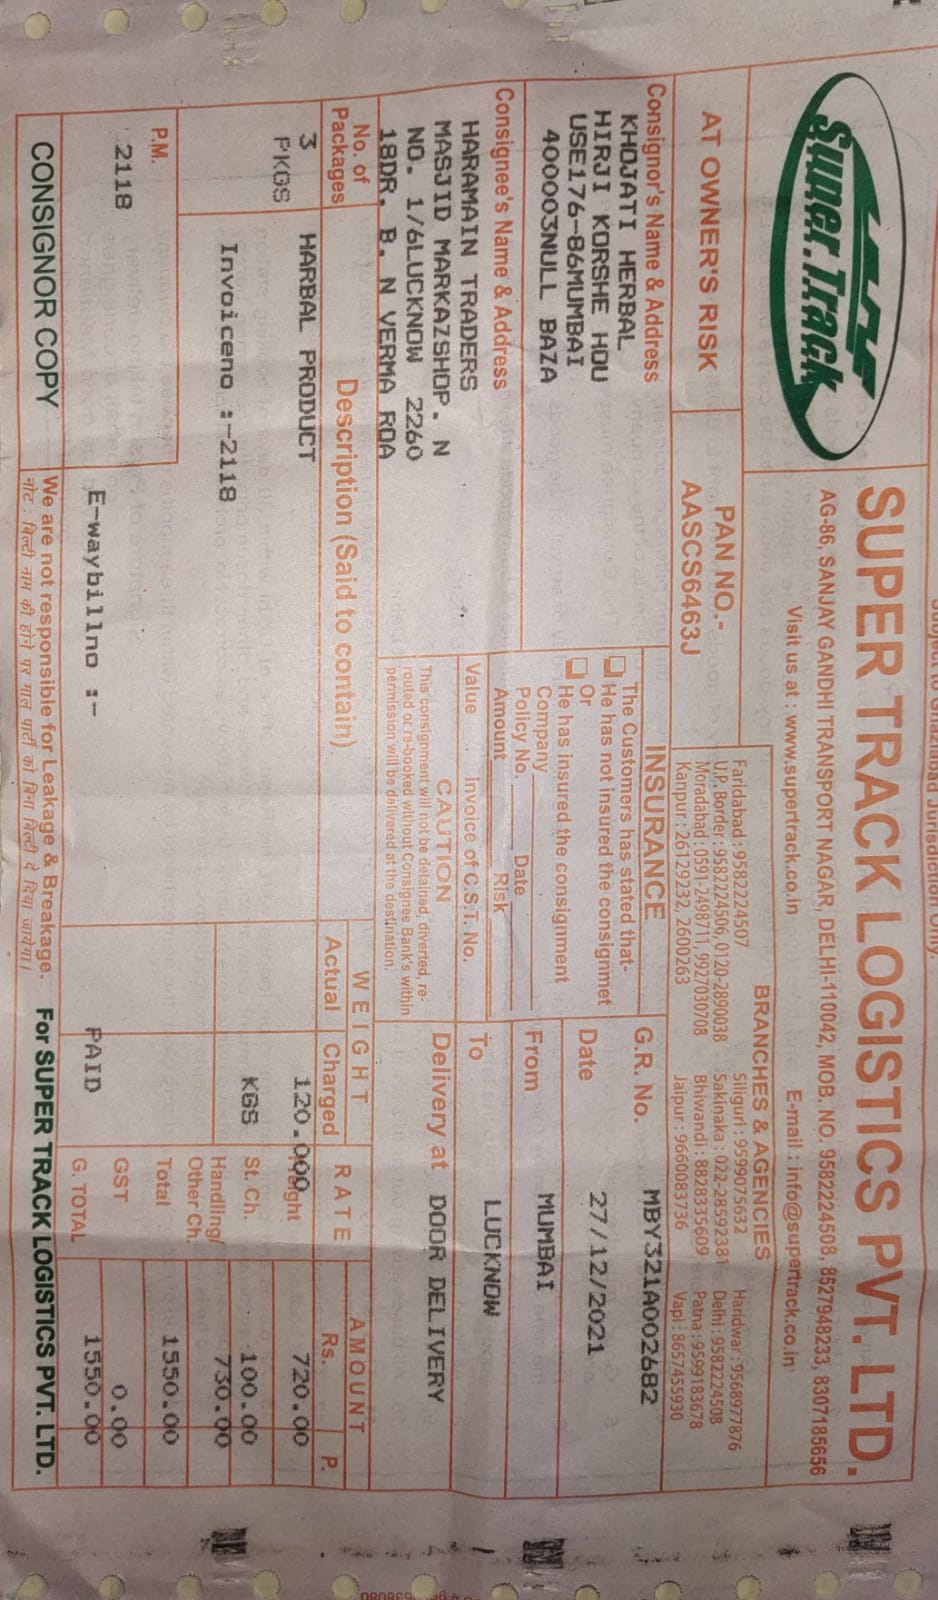 Subject to Ghaziabad Jurisdiction Only.
Super Track
SUPER TRACK LOGISTICS PVT. LTD.
AG-86, SANJAY GANDHI TRANSPORT NAGAR, DELHI-110042, MOB. NO. 9582224508, 8527948233, 8307185656
Visit us at : www.supertrack.co.in E-mail : info@supertrack.co.in
AT OWNER'S RISK
PAN NO.-
AASCS6463J
BRANCHES & AGENCIES
Faridabad : 9582224507 Siliguri : 9599075632 Haridwar : 9568977876
U.P. Border : 9582224506, 0120-2890038 Sakinaka : 022-28592381 Delhi : 9582224508
Moradabad : 0591-2498711, 9927030708 Bhiwandi : 8828335609 Patna : 9599183678
Kanpur : 26129232, 2600263 Jaipur : 9660083736 Vapi : 8657455930
Consignor's Name & Address
KHOJATI HERBAL
HIRJI KORSHE HOU
USE176-86MUMBAI
400003NULL BAZA
INSURANCE
The Customers has stated that-
He has not insured the consignmet
Or
He has insured the consignment
Company
Policy No. Date
Amount Risk
G.R. No. MBY321A002682
Date 27/12/2021
From MUMBAI
Consignee's Name & Address
HARAMAIN TRADERS
MASJID MARKAZSHOP. N
NO. 1/6LUCKNOW 2260
18DR. B. N VERMA ROA
Value Invoice of C.S.T. No.
To LUCKNOW
CAUTION
This consignment will not be detained, diverted, re-
routed or re-booked without Consignee Bank's within
permission will be delivered at the destination.
Delivery at DOOR DELIVERY
No. of Packages Description (Said to contain) WEIGHT Actual Charged RATE AMOUNT Rs. P.
3 HARBAL PRODUCT 120.000 720.00
PKGS KGS St. Ch. 100.00
Invoiceno :-2118 Handling/ Other Ch. 730.00
Total 1550.00
P.M.
2118
GST 0.00
E-waybillno :- PAID G. TOTAL 1550.00
CONSIGNOR COPY
We are not responsible for Leakage & Breakage.
नोट : बिल्टी नाम की होने पर माल पार्टी को बिना बिल्टी दे दिया जायेगा।
For SUPER TRACK LOGISTICS PVT. LTD.